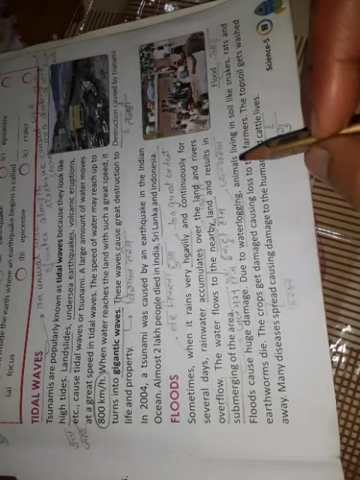 (a) focus
(b) epicentre
(c) crater
(c) epicentre
TIDAL WAVES
Tsunamis are popularly known as tidal waves because they look like
high tides. Landslides, undersea earthquakes, volcanic eruptions,
etc., cause tidal waves or tsunami. A large amount of water moves
at a great speed in tidal waves. The speed of water may reach up to
800 km/h. When water reaches the land with such a great speed, it
turns into gigantic waves. These waves cause great destruction to
life and property.
Destruction caused by tsunami
In 2004, a tsunami was caused by an earthquake in the Indian
Ocean. Almost 2 lakh people died in India, Sri Lanka and Indonesia.
FLOODS
Sometimes, when it rains very heavily and continuously for
several days, rainwater accumulates over the land and rivers
overflow. The water flows to the nearby land and results in
submerging of the area.
Flood
Floods cause huge damage. Due to waterlogging, animals living in soil like snakes, rats and
earthworms die. The crops get damaged causing loss to farmers. The topsoil gets washed
away. Many diseases spread causing damage to the human and cattle lives.
Science-5